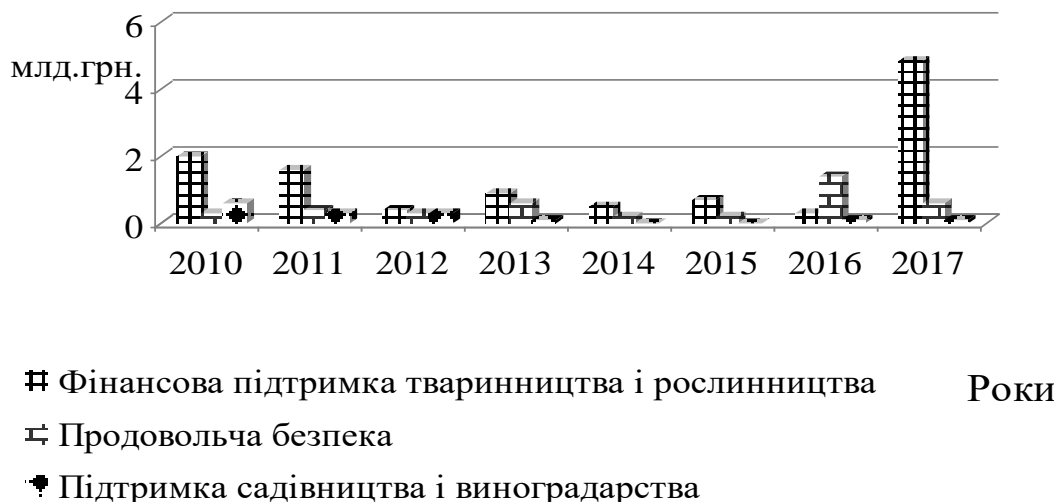 6
млд.грн.
4
2
0
2010 2011 2012 2013 2014 2015 2016 2017
Фінансова підтримка тваринництва і рослинництва
Роки
Продовольча безпека
Підтримка садівництва і виноградарства